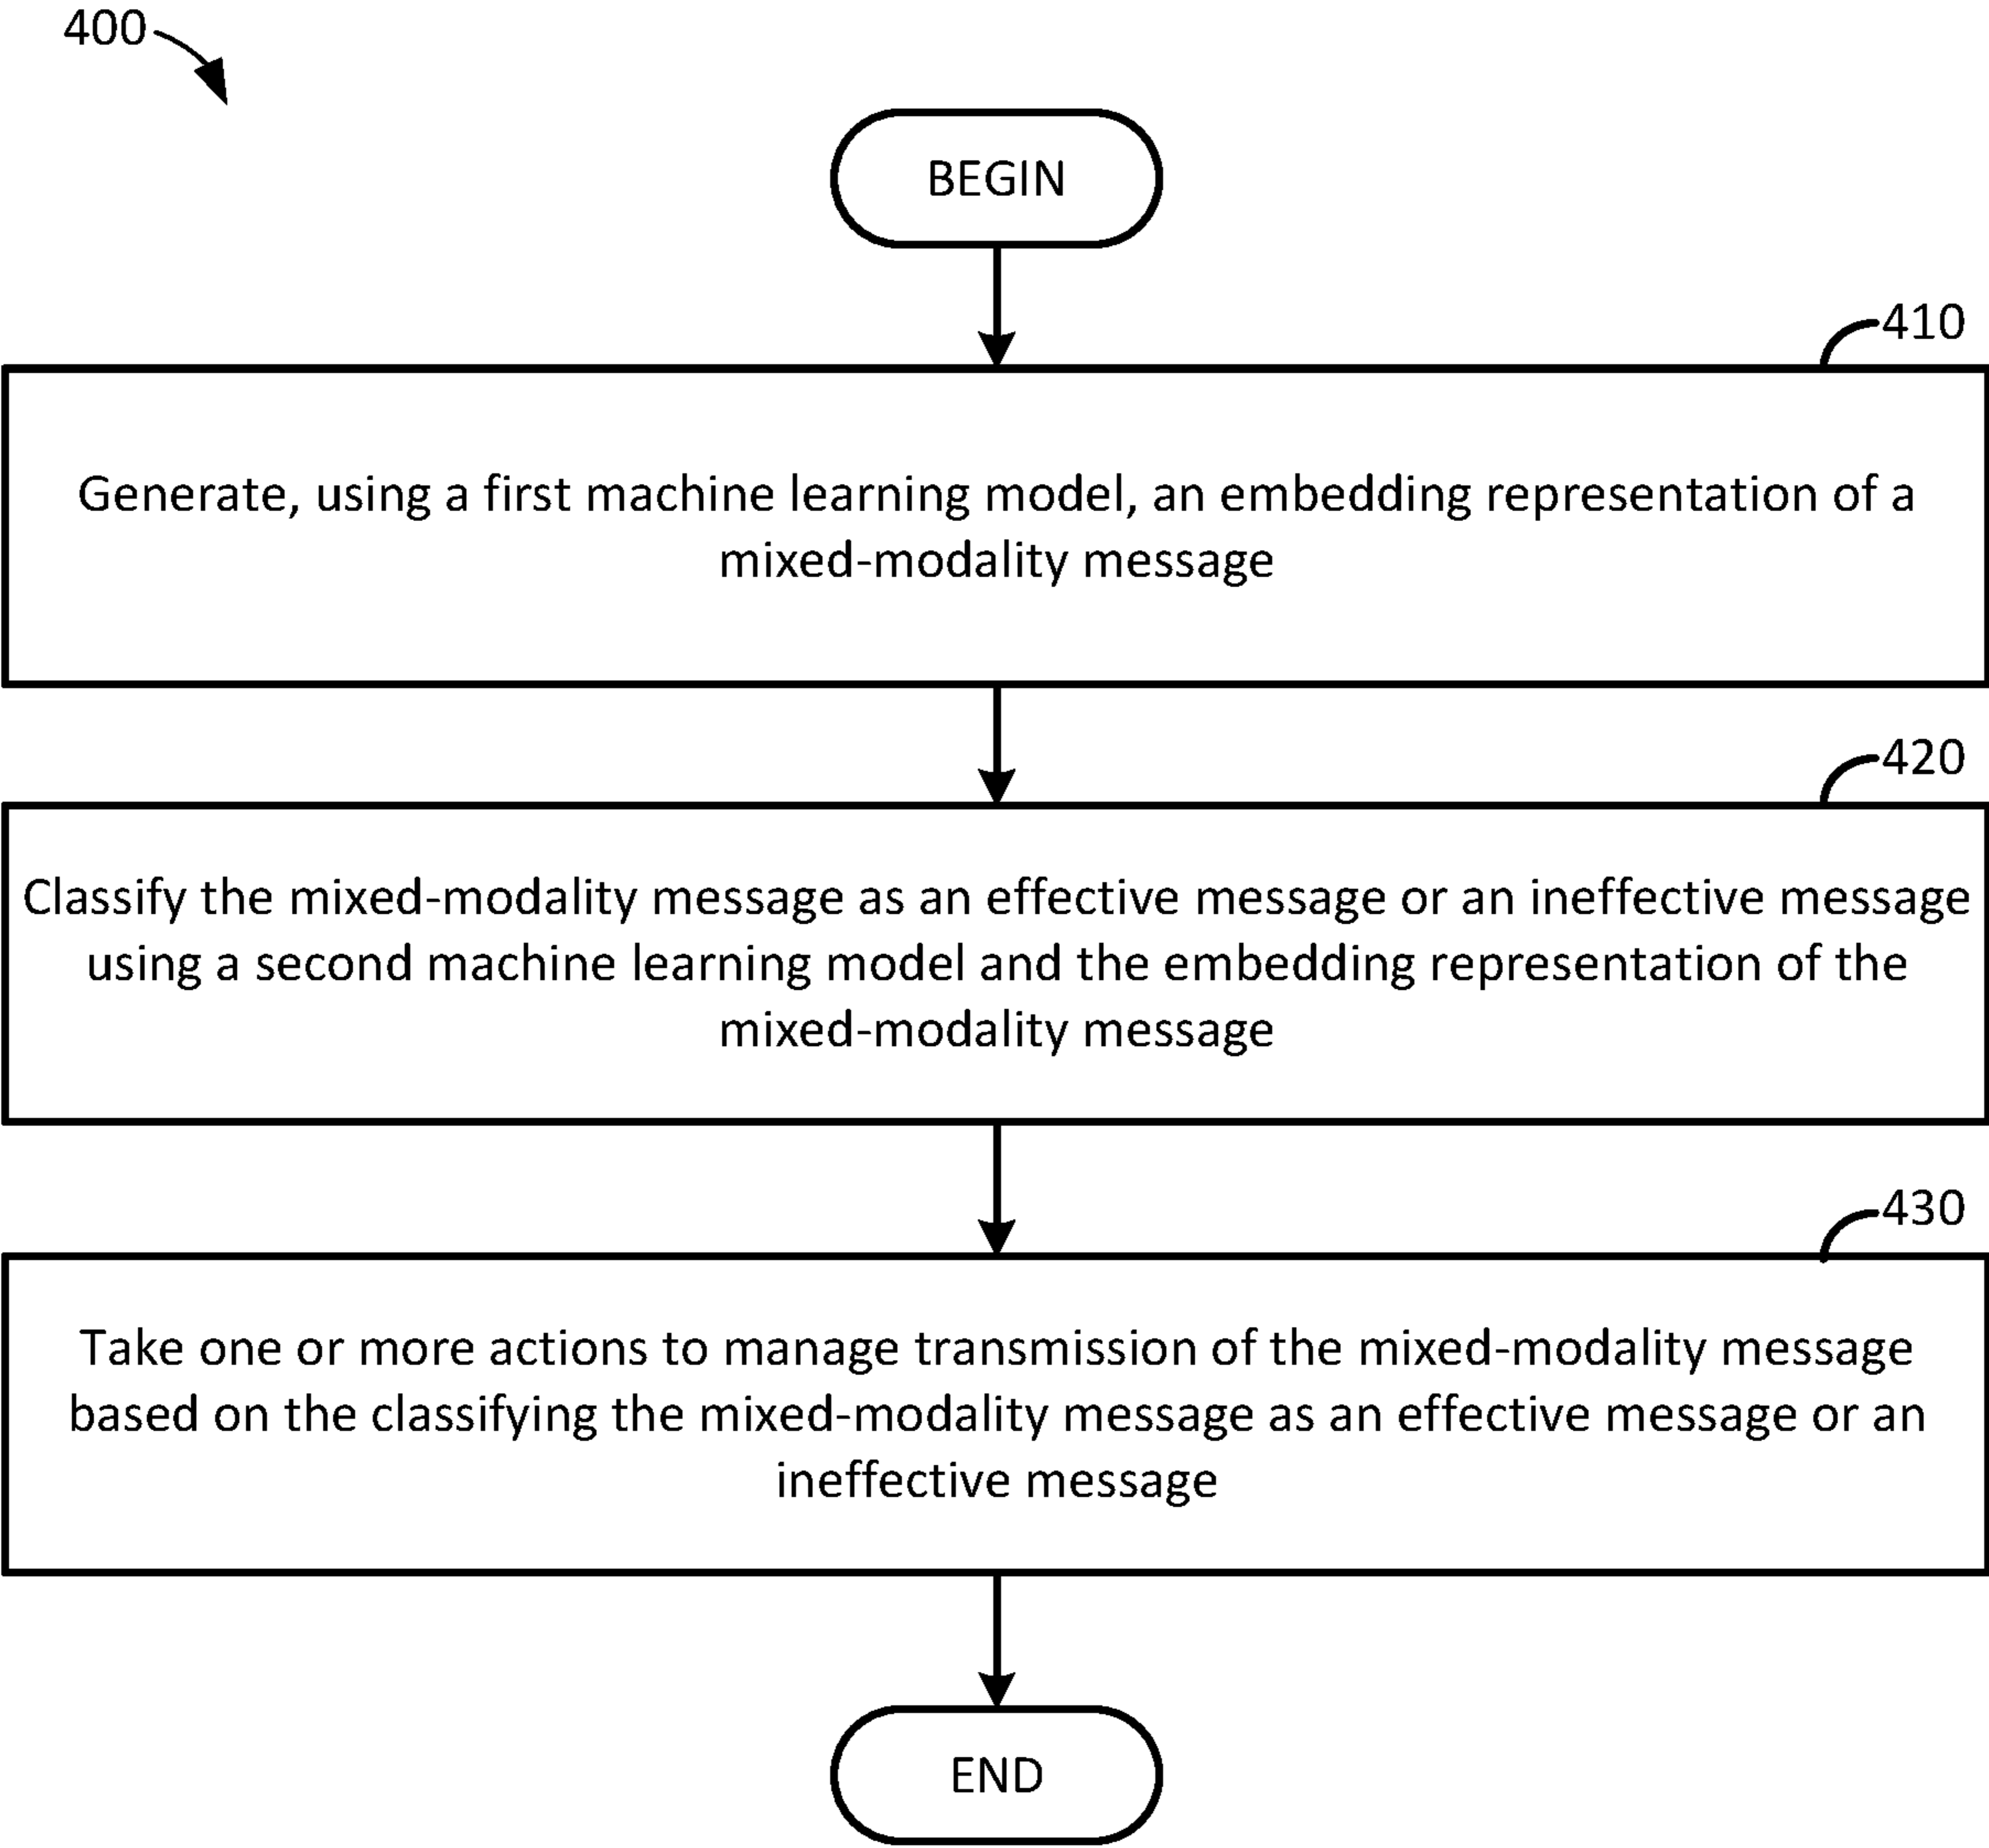 400
BEGIN
410
Generate, using a first machine learning model, an embedding representation of a
mixed-modality message
420
Classify the mixed-modality message as an effective message or an ineffective message
using a second machine learning model and the embedding representation of the
mixed-modality message
430
Take one or more actions to manage transmission of the mixed-modality message
based on the classifying the mixed-modality message as an effective message or an
ineffective message
END